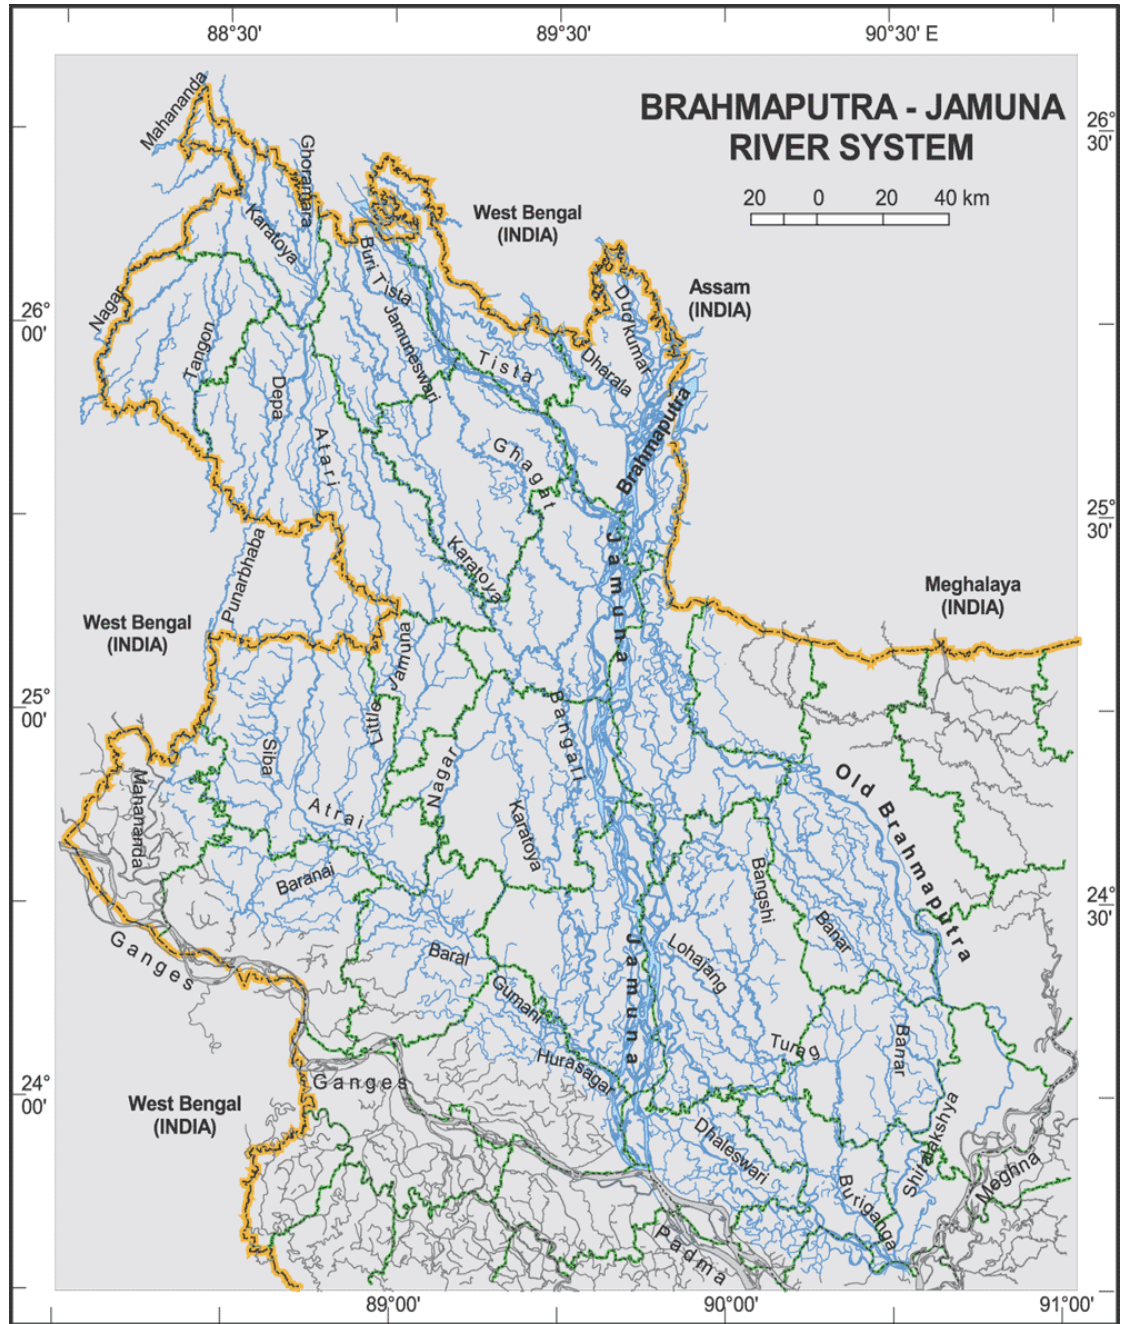 88°30'
89°30'
90°30' E
BRAHMAPUTRA - JAMUNA
RIVER SYSTEM
20 0 20 40 km
26°
30'
Mahananda
Ghoramara
West Bengal
(INDIA)
Karatoya
Buri Tista
Assam
(INDIA)
Nagar
26°
00'
Dudkumar
Jamuneswari
Tangon
Tista
Dharala
Depa
Brahmaputra
Atari
Ghagat
25°
30'
Jamuna
Karatoya
Punarbhaba
Meghalaya
(INDIA)
West Bengal
(INDIA)
Little Jamuna
25°
00'
Bangali
Siba
Nagar
Mahananda
Atrai
Karatoya
Old Brahmaputra
Baranai
Bangshi
24°
30'
Banar
Ganges
Baral
Lohajang
Jamuna
Gumani
Turag
Banar
Hurasagar
Ganges
24°
00'
West Bengal
(INDIA)
Dhaleswari
Shitalakshya
Meghna
Buriganga
Padma
89°00'
90°00'
91°00'